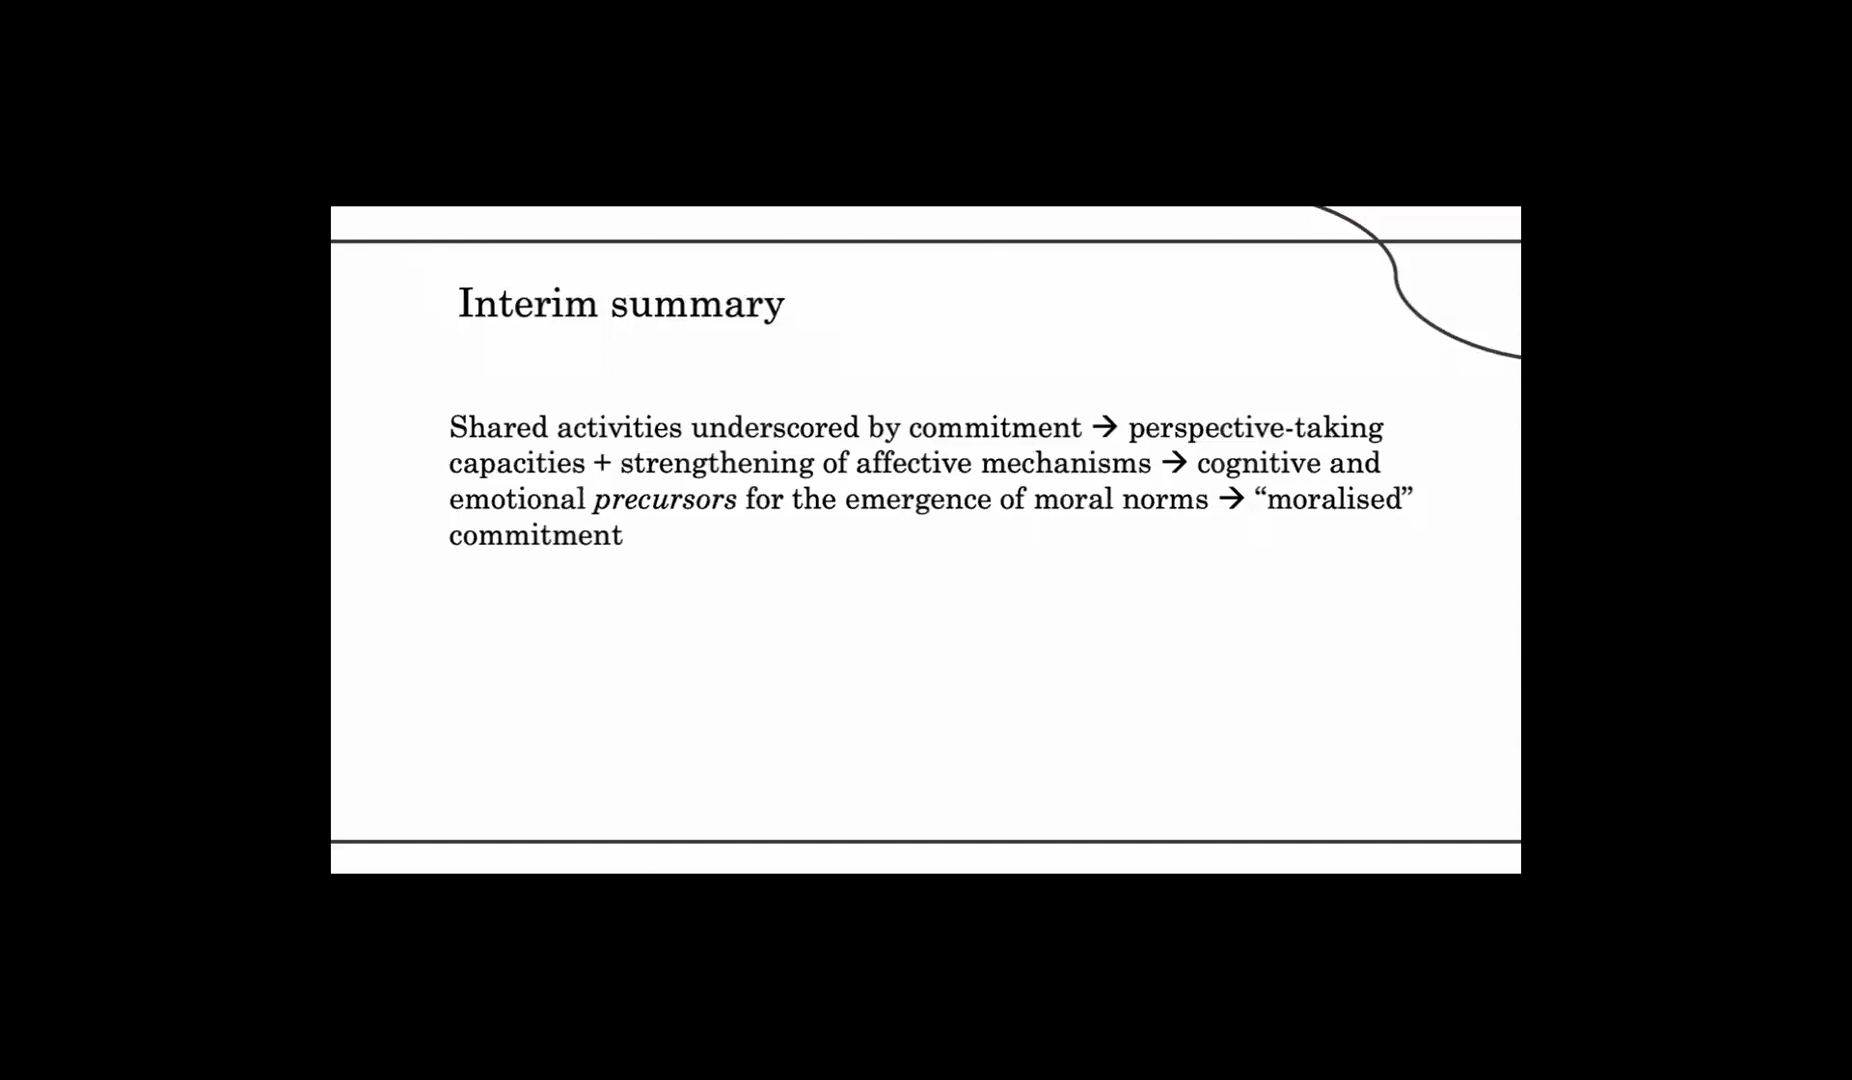 Interim summary
Shared activities underscored by commitment → perspective-taking
capacities + strengthening of affective mechanisms → cognitive and
emotional precursors for the emergence of moral norms → “moralised”
commitment